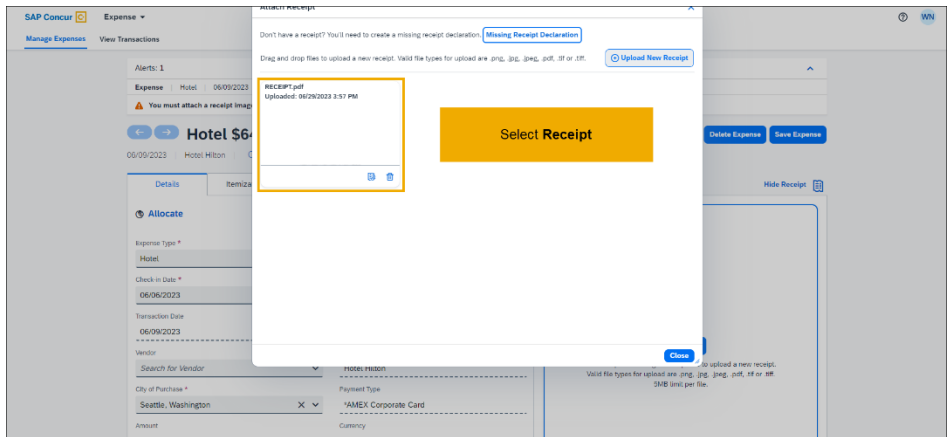 SAP Concur C Expense WN
Manage Expenses View Transactions
Attach Receipt
Don't have a receipt? You'll need to create a missing receipt declaration. Missing Receipt Declaration
Drag and drop files to upload a new receipt. Valid file types for upload are .png, .jpg, .jpeg, .pdf, .tif or .tiff. Upload New Receipt
RECEIPT.pdf
Uploaded: 06/29/2023 3:57 PM
Select Receipt
Close
Alerts: 1
Expense Hotel 06/09/2023
You must attach a receipt imag
Hotel $64
Delete Expense Save Expense
06/09/2023 Hotel Hilton
Details Itemiza Hide Receipt
Allocate
Expense Type *
Hotel
Check-in Date *
06/06/2023
Transaction Date
06/09/2023
Vendor
Search for Vendor Hotel Hilton
to upload a new receipt.
Valid file types for upload are .png, .jpg, .jpeg, .pdf, .tif or .tiff.
5MB limit per file.
City of Purchase * Payment Type
Seattle, Washington *AMEX Corporate Card
Amount Currency